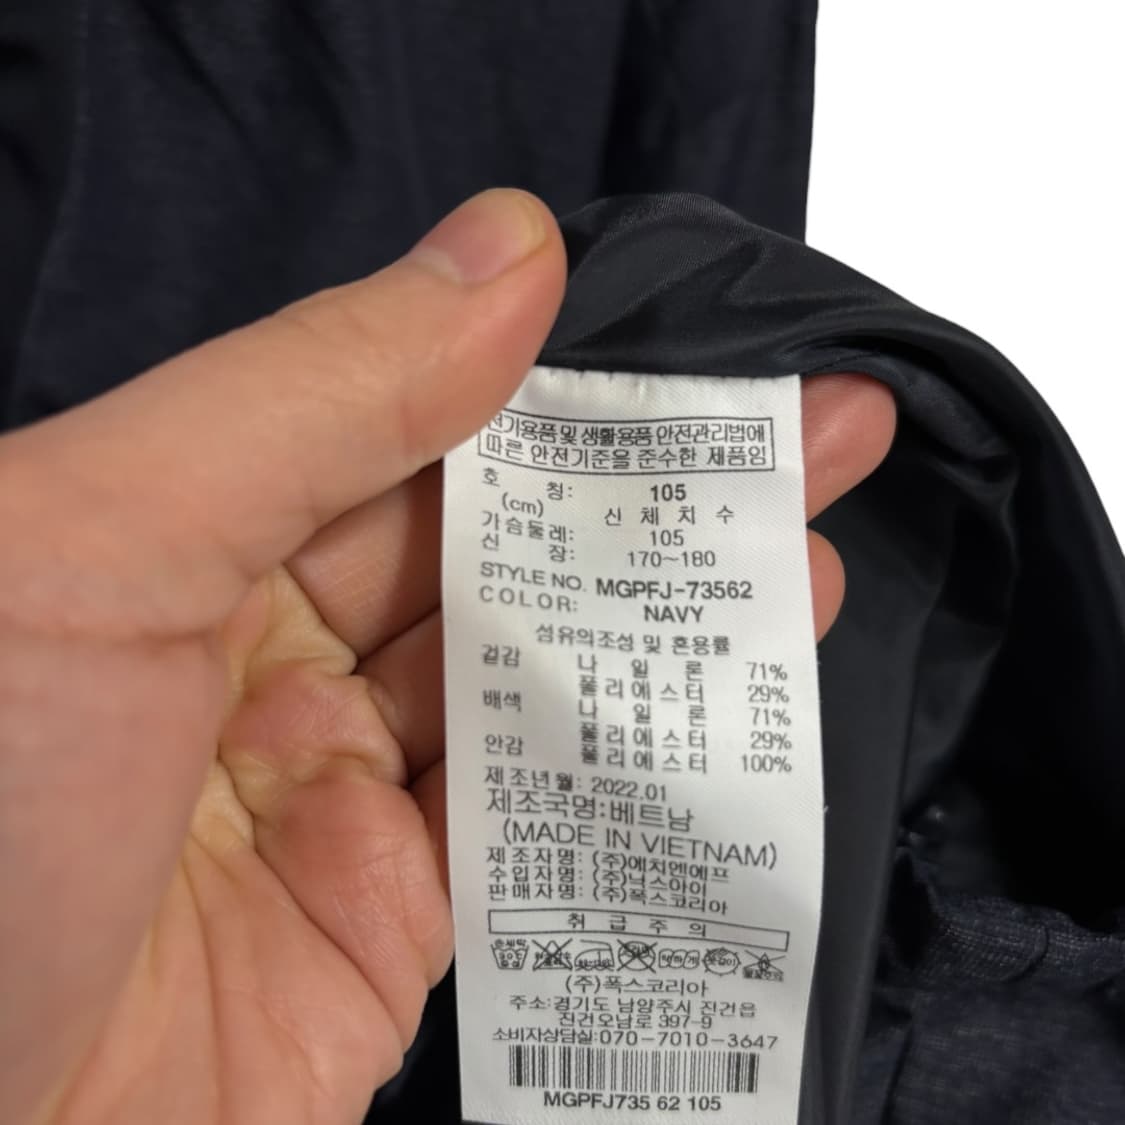 전기용품 및 생활용품 안전관리법에
따른 안전기준을 준수한 제품임
호 칭: 105
(cm) 신 체 치 수
가슴둘레: 105
신 장: 170~180
STYLE NO. MGPFJ-73562
COLOR: NAVY
섬유의조성 및 혼용률
겉감 나 일 론 71%
폴리에스터 29%
배색 나 일 론 71%
폴리에스터 29%
안감 폴리에스터 100%
제조년월: 2022.01
제조국명:베트남
(MADE IN VIETNAM)
제조자명: (주)에치엔에프
수입자명: (주)닉스아이
판매자명: (주)폭스코리아
취 급 주 의
손세탁
30℃
중성
(주)폭스코리아
주소:경기도 남양주시 진건읍
진건오남로 397-9
소비자상담실:070-7010-3647
MGPFJ735 62 105